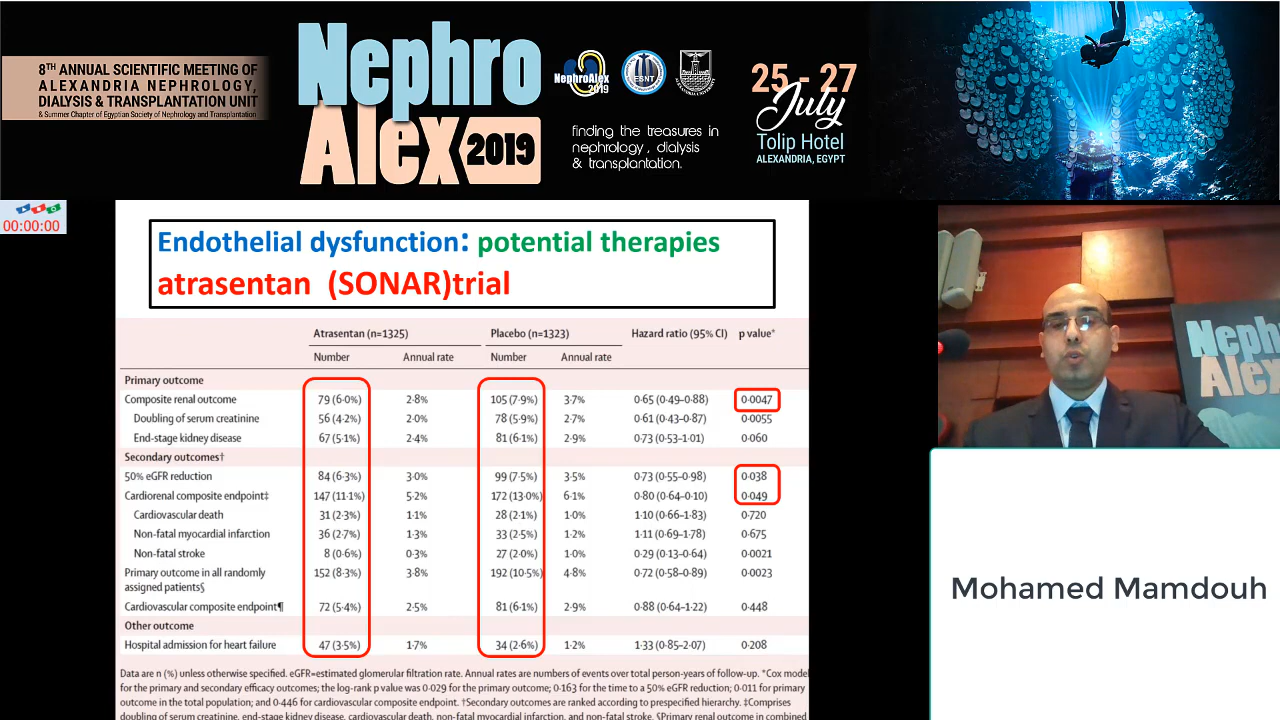 8TH ANNUAL SCIENTIFIC MEETING OF
ALEXANDRIA NEPHROLOGY,
DIALYSIS & TRANSPLANTATION UNIT
& Summer Chapter of Egyptian Society of Nephrology and Transplantation
Nephro
Alex 2019
NephroAlex
2019
ESNT
finding the treasures in
nephrology, dialysis
& transplantation.
25 - 27
July
Tolip Hotel
ALEXANDRIA, EGYPT
00:00:00
Endothelial dysfunction: potential therapies
atrasentan (SONAR)trial
Atrasentan (n=1325) Placebo (n=1323) Hazard ratio (95% CI) p value*
Number Annual rate Number Annual rate
Primary outcome
Composite renal outcome 79 (6·0%) 2·8% 105 (7·9%) 3·7% 0·65 (0·49–0·88) 0·0047
Doubling of serum creatinine 56 (4·2%) 2·0% 78 (5·9%) 2·8% 0·61 (0·43–0·87) 0·0055
End-stage kidney disease 67 (5·1%) 2·4% 81 (6·1%) 2·9% 0·73 (0·53–1·01) 0·060
Secondary outcomes†
50% eGFR reduction 84 (6·3%) 3·0% 99 (7·5%) 3·5% 0·73 (0·55–0·98) 0·038
Cardiorenal composite endpoint‡ 147 (11·1%) 5·2% 172 (13·0%) 6·1% 0·80 (0·64–0·10) 0·049
Cardiovascular death 31 (2·3%) 1·1% 28 (2·1%) 1·0% 1·10 (0·66–1·83) 0·720
Non-fatal myocardial infarction 36 (2·7%) 1·3% 33 (2·5%) 1·2% 1·11 (0·69–1·78) 0·675
Non-fatal stroke 8 (0·6%) 0·3% 27 (2·0%) 1·0% 0·29 (0·13–0·64) 0·0021
Primary outcome in all randomly 152 (8·3%) 3·8% 192 (10·5%) 4·8% 0·72 (0·58–0·89) 0·0023
assigned patients§
Cardiovascular composite endpoint¶ 72 (5·4%) 2·5% 81 (6·1%) 2·9% 0·88 (0·64–1·22) 0·448
Other outcome
Hospital admission for heart failure 47 (3·5%) 1·7% 34 (2·6%) 1·2% 1·33 (0·85–2·07) 0·208
Data are n (%) unless otherwise specified. eGFR=estimated glomerular filtration rate. Annual rates are numbers of events over total person-years of follow-up. *Cox model
for the primary and secondary efficacy outcomes; the log-rank p value was 0·029 for the primary outcome; 0·163 for the time to a 50% eGFR reduction; 0·011 for primary
outcome in the total population; and 0·446 for cardiovascular composite endpoint. †Secondary outcomes are ranked according to prespecified hierarchy. ‡Comprises
doubling of serum creatinine, end-stage kidney disease, cardiovascular death, non-fatal myocardial infarction, and non-fatal stroke. §Primary renal outcome in combined
Nephro
Alex
Mohamed Mamdouh